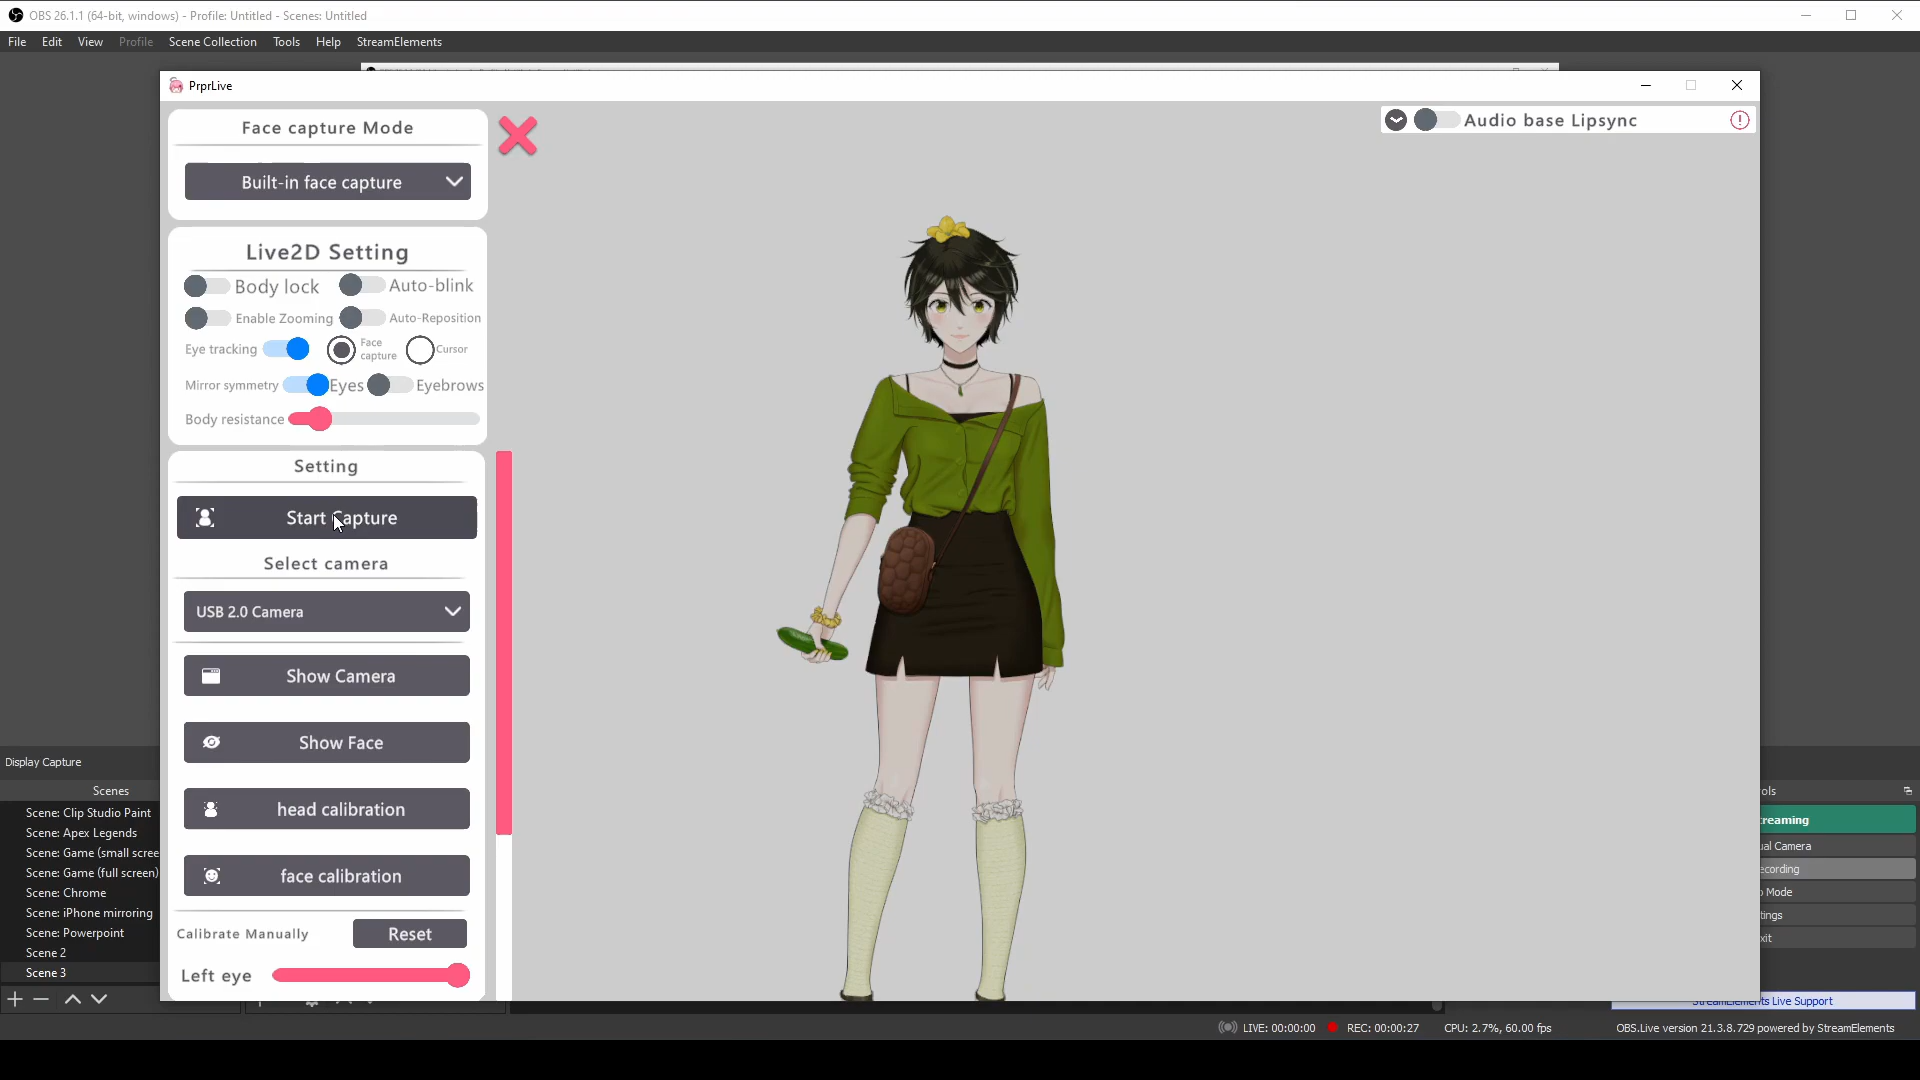 OBS 26.1.1 (64-bit, windows) - Profile: Untitled - Scenes: Untitled
File Edit View Profile Scene Collection Tools Help StreamElements
PrprLive
Face capture Mode
Built-in face capture
Audio base Lipsync
Live2D Setting
Body lock Auto-blink
Enable Zooming Auto-Reposition
Eye tracking Face capture Cursor
Mirror symmetry Eyes Eyebrows
Body resistance
Setting
Start Capture
Select camera
USB 2.0 Camera
Show Camera
Show Face
head calibration
face calibration
Calibrate Manually Reset
Left eye
Display Capture
Scenes
Scene: Clip Studio Paint
Scene: Apex Legends
Scene: Game (small scree
Scene: Game (full screen)
Scene: Chrome
Scene: iPhone mirroring
Scene: Powerpoint
Scene 2
Scene 3
ols
reaming
ual Camera
ecording
o Mode
tings
xit
StreamElements Live Support
LIVE: 00:00:00 REC: 00:00:27 CPU: 2.7%, 60.00 fps OBS.Live version 21.3.8.729 powered by StreamElements